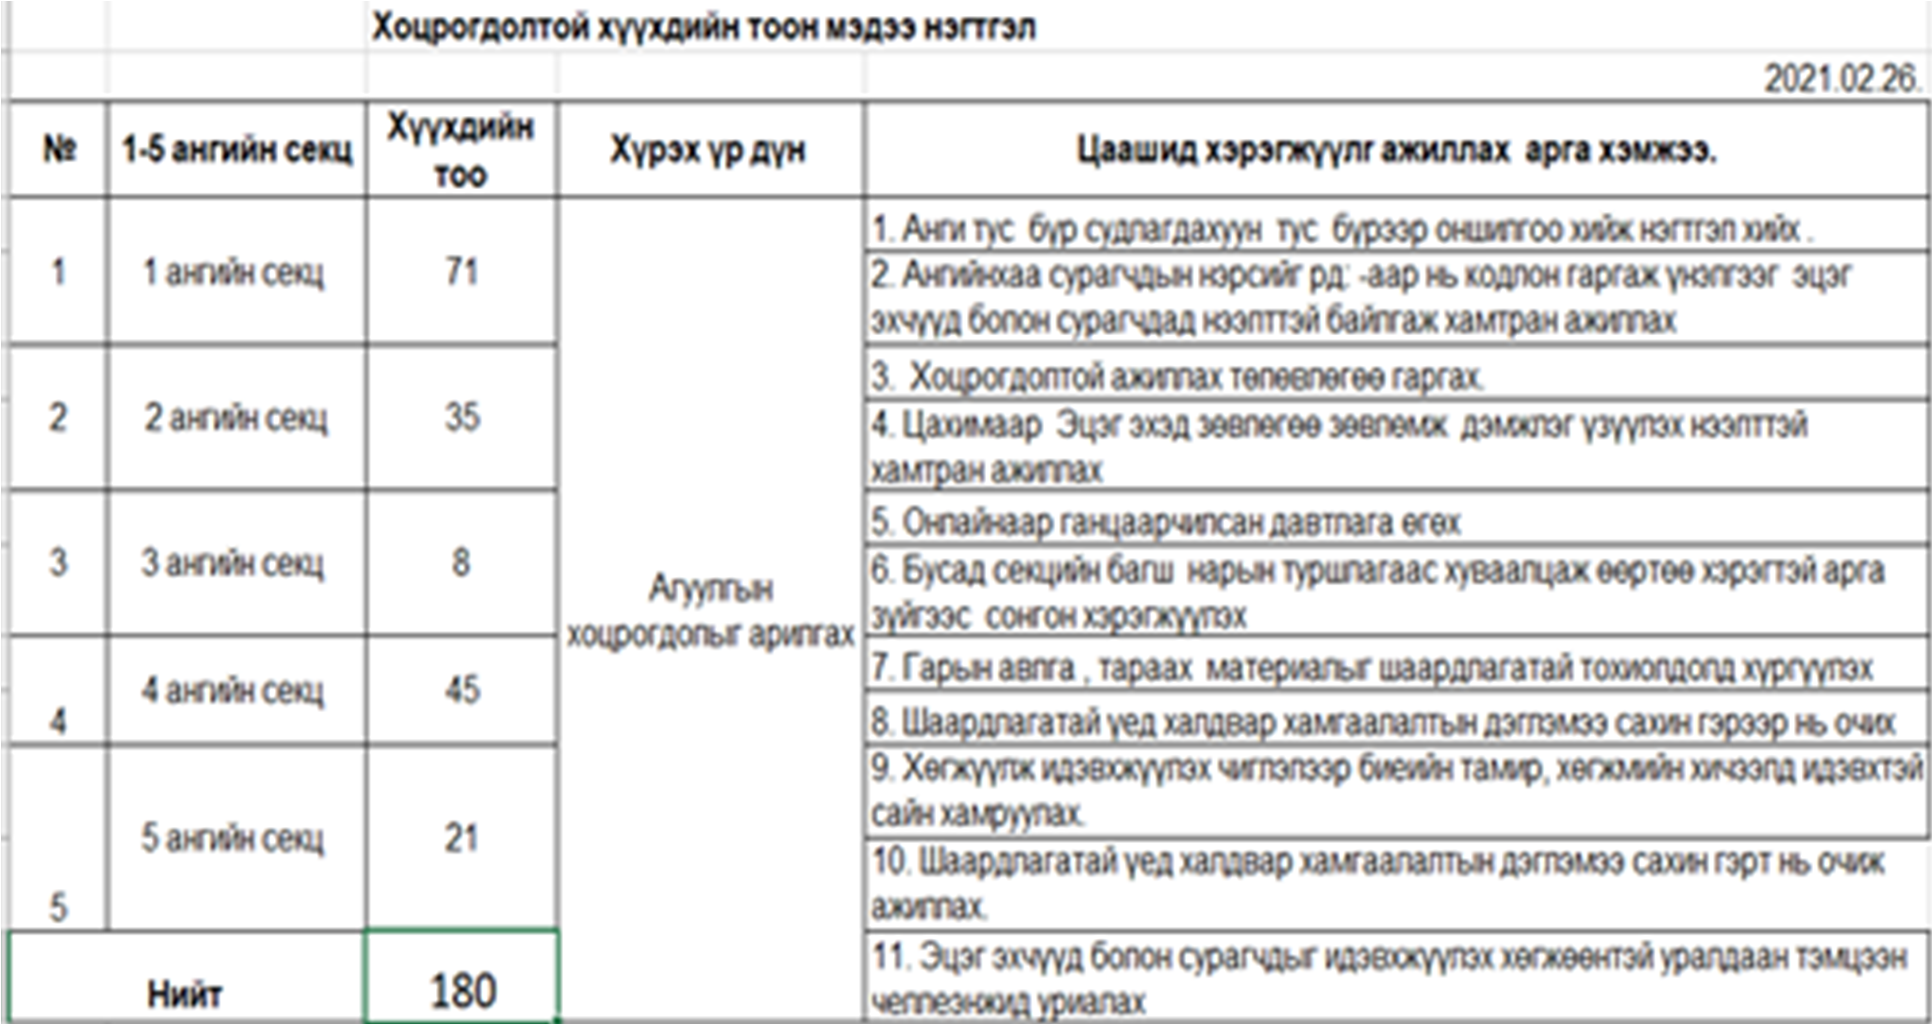 Хоцрогдолтой хүүхдийн тоон мэдээ нэгтгэл
2021.02.26.
№
1-5 ангийн секц
Хүүхдийн
тоо
Хүрэх үр дүн
Цаашид хэрэгжүүлг ажиллах арга хэмжээ.
1
1 ангийн секц
71
1. Анги тус бүр судлагдахуун тус бүрээр оншилгоо хийж нэгтгэл хийх .
2. Ангийнхаа сурагчдын нэрсийг рд: -аар нь кодлон гаргаж үнэлгээг эцэг
эхчүүд болон сурагчдад нээлттэй байлгаж хамтран ажиллах
2
2 ангийн секц
35
3. Хоцрогдолтой ажиллах төлөвлөгөө гаргах.
4. Цахимаар Эцэг эхэд зөвлөгөө зөвлөмж дэмжлэг үзүүлэх нээлттэй
хамтран ажиллах
3
3 ангийн секц
8
5. Онлайнаар ганцаарчилсан давтлага өгөх
6. Бусад секцийн багш нарын туршлагаас хуваалцаж өөртөө хэрэгтэй арга
зүйгээс сонгон хэрэгжүүлэх
Агуулгын
хоцрогдолыг арилгах
4
4 ангийн секц
45
7. Гарын авлга , тараах материалыг шаардлагатай тохиолдолд хүргүүлэх
8. Шаардлагатай үед халдвар хамгаалалтын дэглэмээ сахин гэрээр нь очих
5
5 ангийн секц
21
9. Хөгжүүлж идэвхжүүлэх чиглэлээр биеийн тамир, хөгжмийн хичээлд идэвхтэй
сайн хамруулах.
10. Шаардлагатай үед халдвар хамгаалалтын дэглэмээ сахин гэрт нь очиж
ажиллах.
Нийт
180
11. Эцэг эхчүүд болон сурагчдыг идэвхжүүлэх хөгжөөнтэй уралдаан тэмцээн
челлеэнжид уриалах